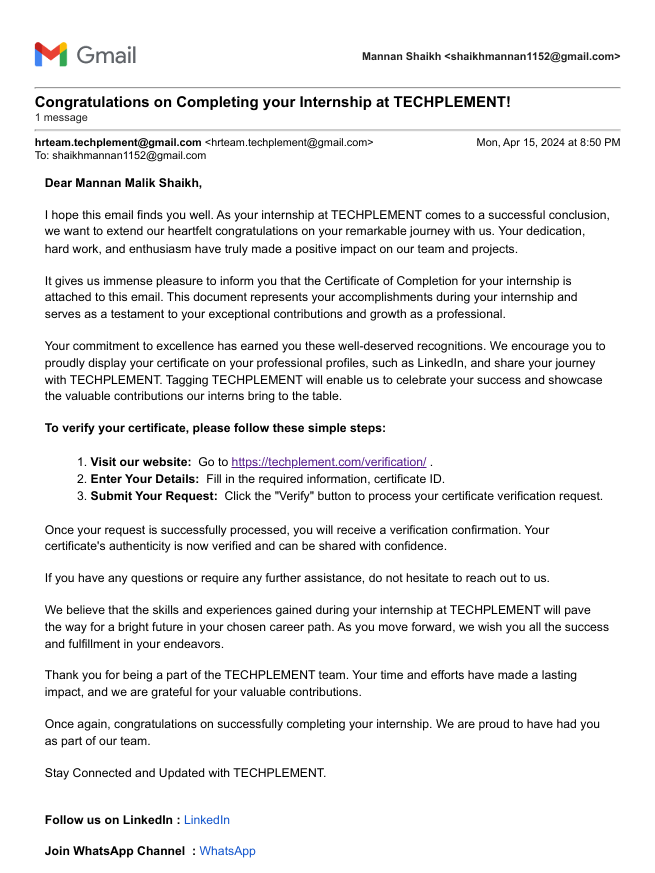 Gmail
Mannan Shaikh <shaikhmannan1152@gmail.com>
Congratulations on Completing your Internship at TECHPLEMENT!
1 message
hrteam.techplement@gmail.com <hrteam.techplement@gmail.com> Mon, Apr 15, 2024 at 8:50 PM
To: shaikhmannan1152@gmail.com
Dear Mannan Malik Shaikh,
I hope this email finds you well. As your internship at TECHPLEMENT comes to a successful conclusion,
we want to extend our heartfelt congratulations on your remarkable journey with us. Your dedication,
hard work, and enthusiasm have truly made a positive impact on our team and projects.
It gives us immense pleasure to inform you that the Certificate of Completion for your internship is
attached to this email. This document represents your accomplishments during your internship and
serves as a testament to your exceptional contributions and growth as a professional.
Your commitment to excellence has earned you these well-deserved recognitions. We encourage you to
proudly display your certificate on your professional profiles, such as LinkedIn, and share your journey
with TECHPLEMENT. Tagging TECHPLEMENT will enable us to celebrate your success and showcase
the valuable contributions our interns bring to the table.
To verify your certificate, please follow these simple steps:
1. Visit our website: Go to https://techplement.com/verification/ .
2. Enter Your Details: Fill in the required information, certificate ID.
3. Submit Your Request: Click the "Verify" button to process your certificate verification request.
Once your request is successfully processed, you will receive a verification confirmation. Your
certificate's authenticity is now verified and can be shared with confidence.
If you have any questions or require any further assistance, do not hesitate to reach out to us.
We believe that the skills and experiences gained during your internship at TECHPLEMENT will pave
the way for a bright future in your chosen career path. As you move forward, we wish you all the success
and fulfillment in your endeavors.
Thank you for being a part of the TECHPLEMENT team. Your time and efforts have made a lasting
impact, and we are grateful for your valuable contributions.
Once again, congratulations on successfully completing your internship. We are proud to have had you
as part of our team.
Stay Connected and Updated with TECHPLEMENT.
Follow us on LinkedIn : LinkedIn
Join WhatsApp Channel : WhatsApp